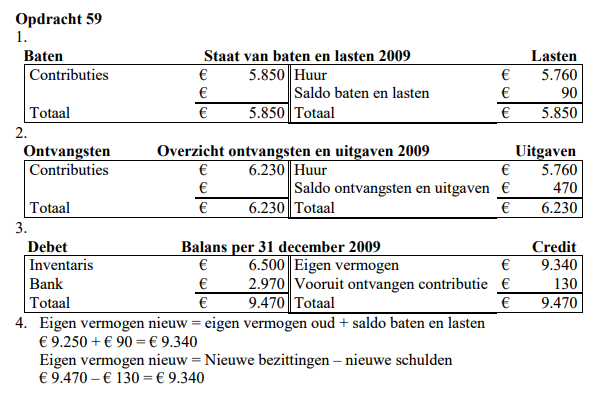 Opdracht 59
1.
Baten Staat van baten en lasten 2009 Lasten
Contributies € 5.850 Huur € 5.760
€ Saldo baten en lasten € 90
Totaal € 5.850 Totaal € 5.850
2.
Ontvangsten Overzicht ontvangsten en uitgaven 2009 Uitgaven
Contributies € 6.230 Huur € 5.760
€ Saldo ontvangsten en uitgaven € 470
Totaal € 6.230 Totaal € 6.230
3.
Debet Balans per 31 december 2009 Credit
Inventaris € 6.500 Eigen vermogen € 9.340
Bank € 2.970 Vooruit ontvangen contributie € 130
Totaal € 9.470 Totaal € 9.470
4. Eigen vermogen nieuw = eigen vermogen oud + saldo baten en lasten
€ 9.250 + € 90 = € 9.340
Eigen vermogen nieuw = Nieuwe bezittingen – nieuwe schulden
€ 9.470 – € 130 = € 9.340